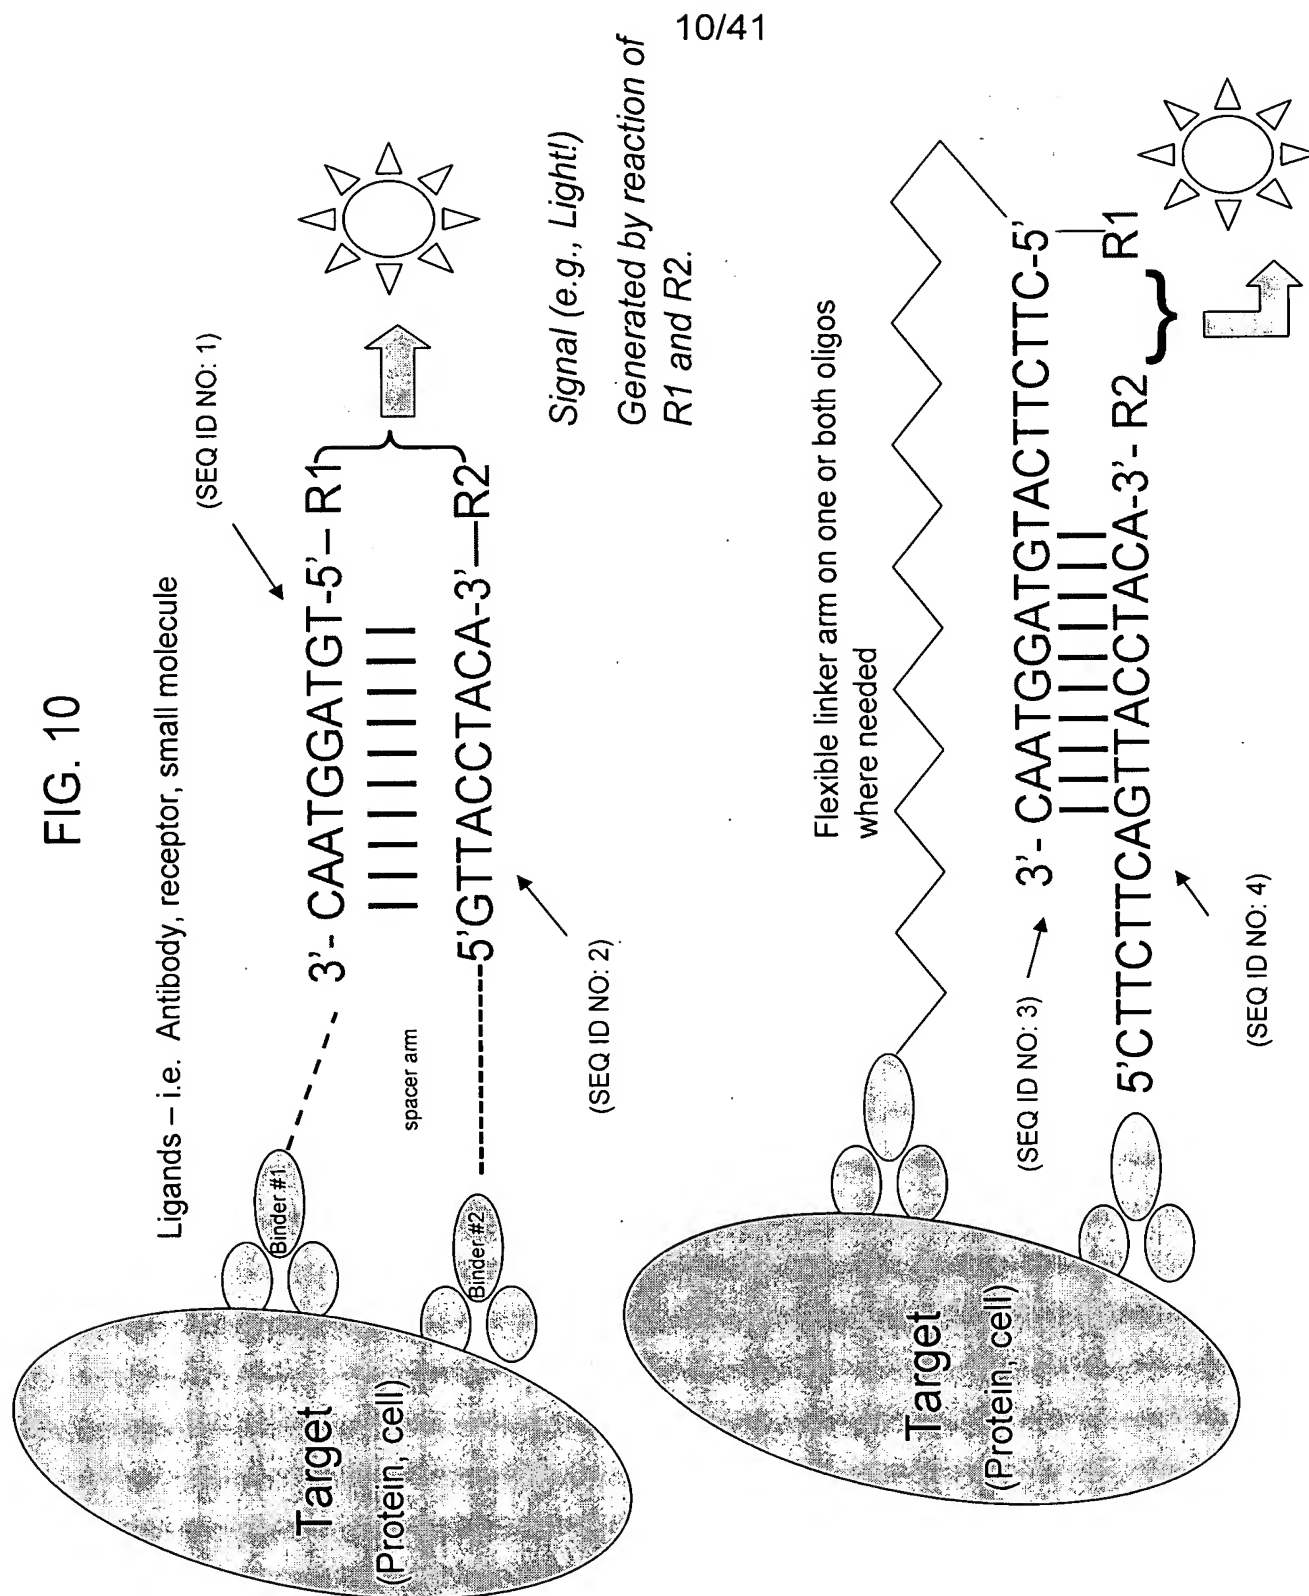 10/41
FIG. 10
Ligands – i.e. Antibody, receptor, small molecule
(SEQ ID NO: 1)
Binder #1
3'- CAATGGATGT-5'– R1
spacer arm
Binder #2
5'GTTACCTACA-3'—R2
(SEQ ID NO: 2)
Target
(Protein, cell)
Signal (e.g., Light!)
Generated by reaction of
R1 and R2.
Flexible linker arm on one or both oligos
where needed
(SEQ ID NO: 3)
3'- CAATGGATGTACTTCTTC-5'
R1
5'CTTCTTCAGTTACCTACA-3'- R2
(SEQ ID NO: 4)
Target
(Protein, cell)